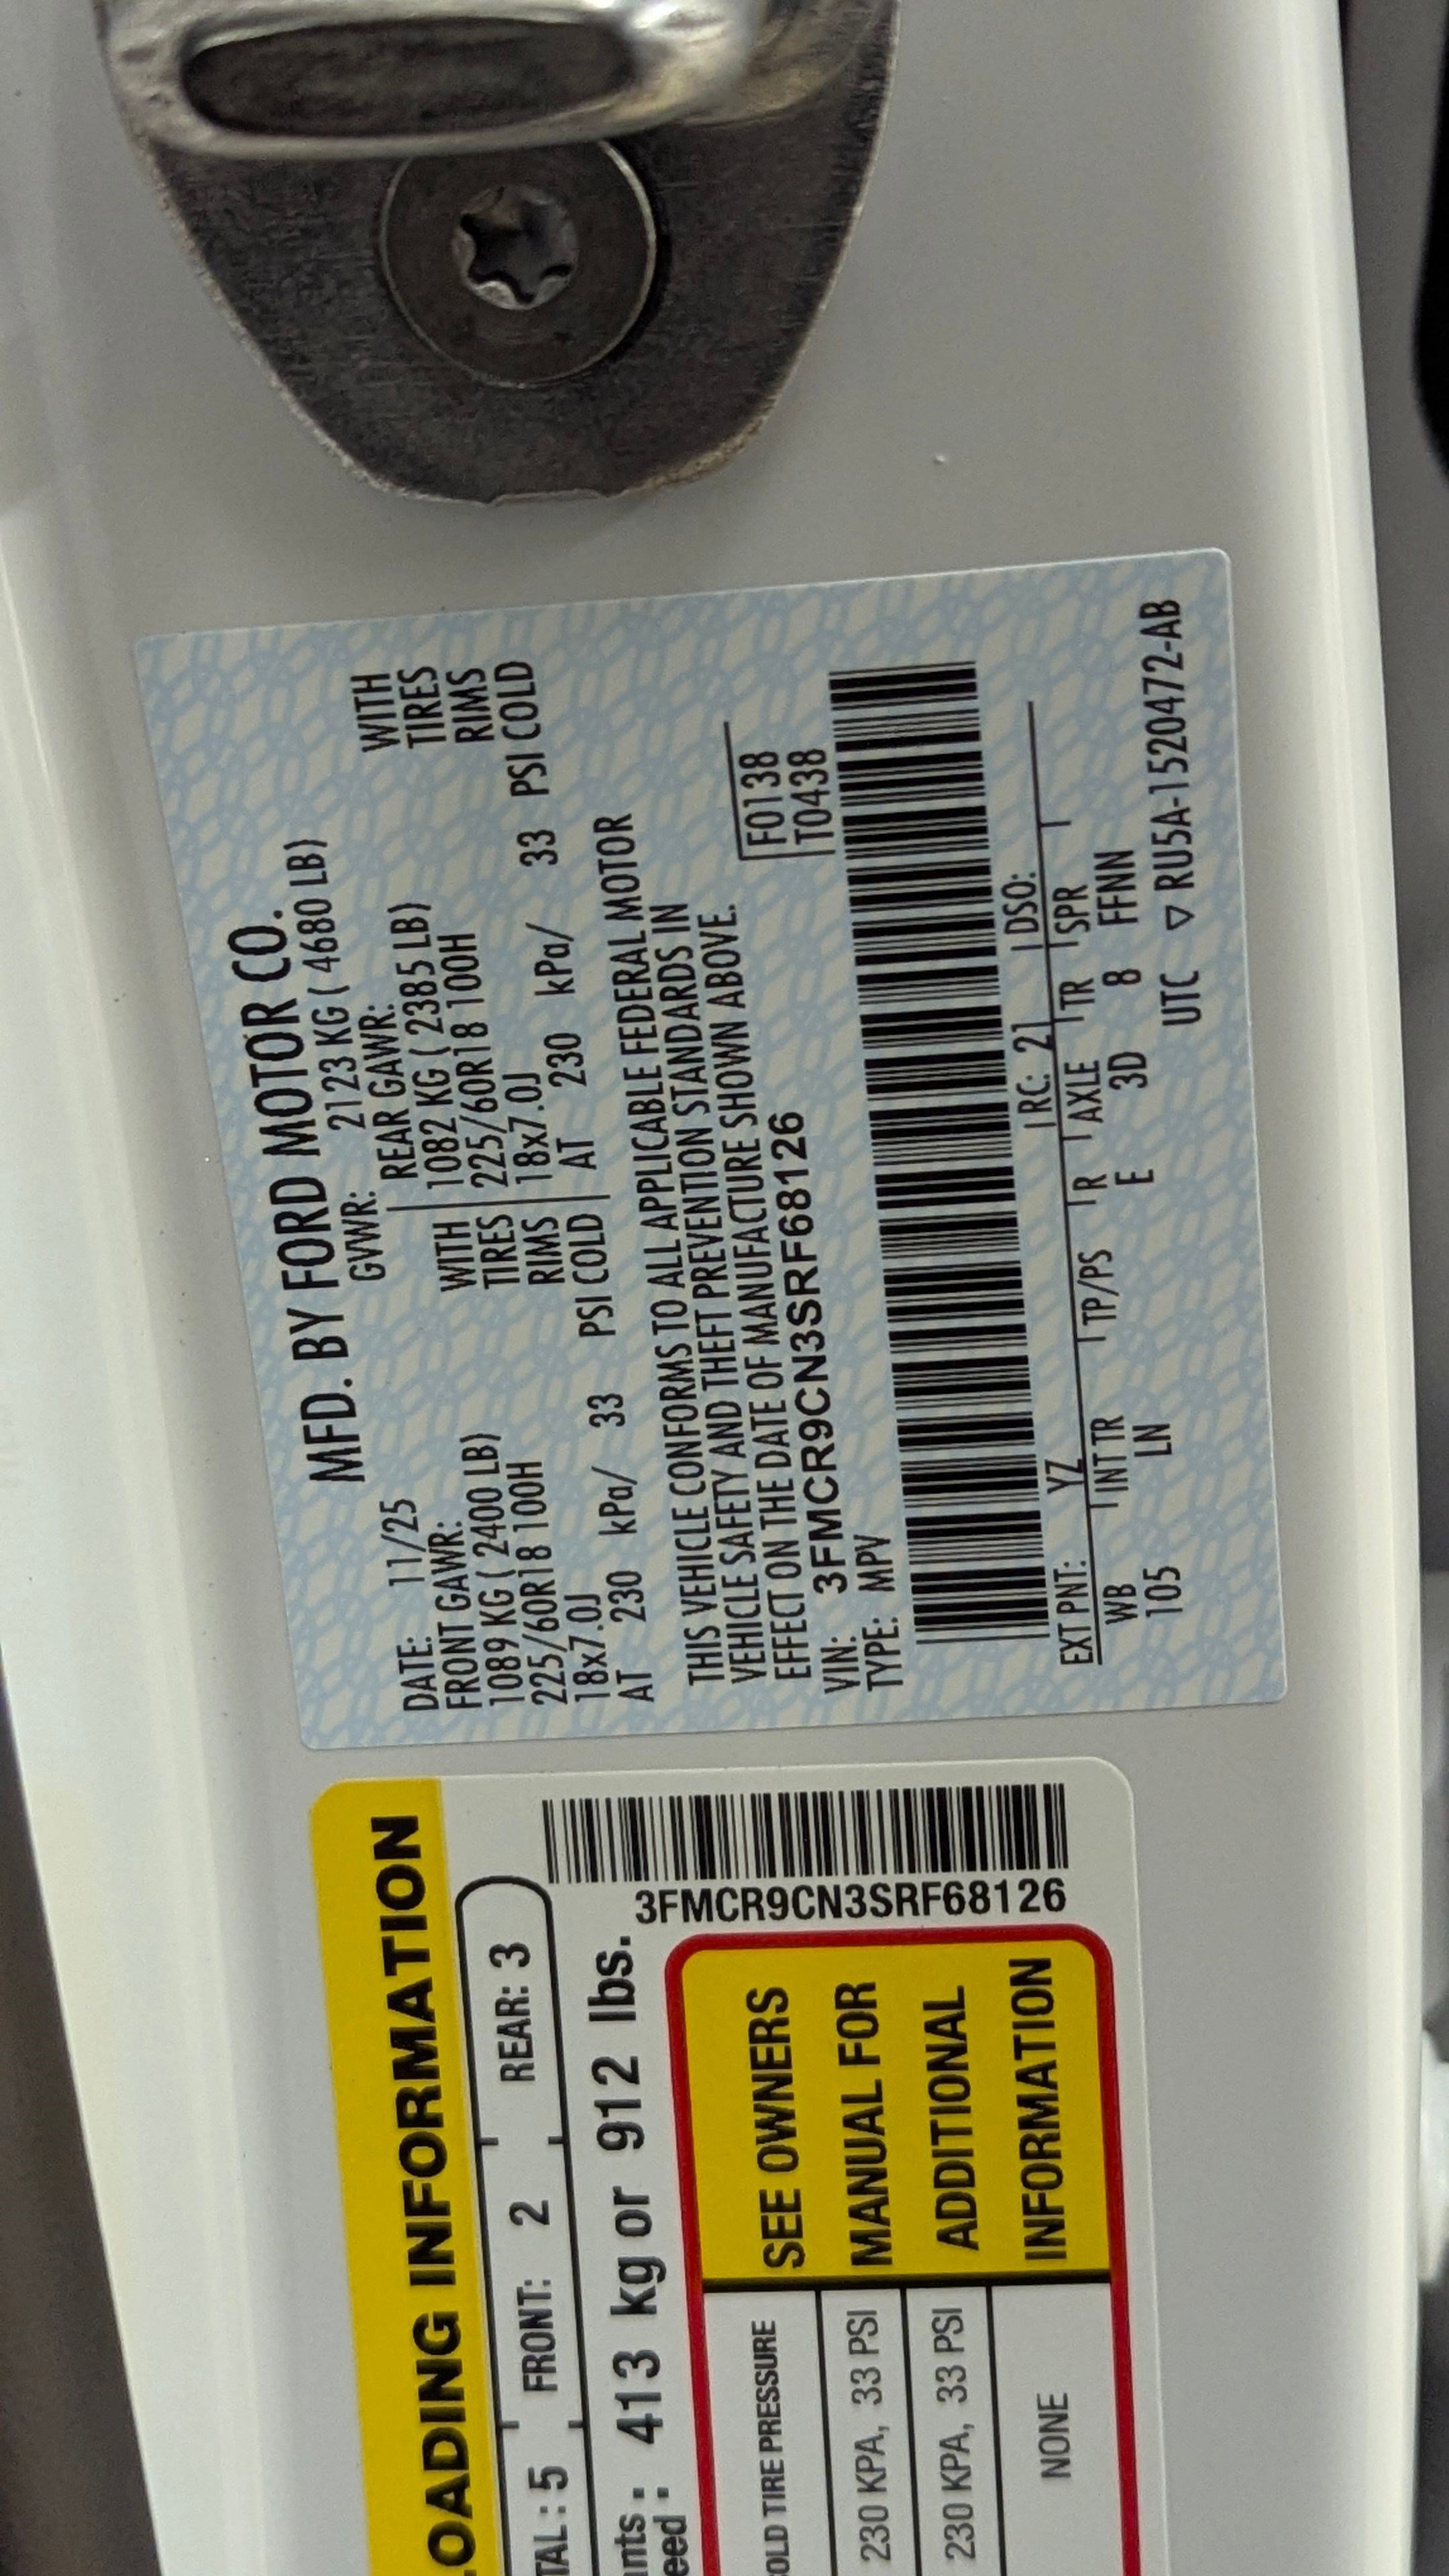 MFD. BY FORD MOTOR CO.
DATE: 11/25 GVWR: 2123 KG ( 4680 LB)
FRONT GAWR: REAR GAWR:
1089 KG ( 2400 LB) WITH 1082 KG ( 2385 LB) WITH
225/60R18 100H TIRES 225/60R18 100H TIRES
18x7.0J RIMS 18x7.0J RIMS
AT 230 kPa/ 33 PSI COLD AT 230 kPa/ 33 PSI COLD
THIS VEHICLE CONFORMS TO ALL APPLICABLE FEDERAL MOTOR
VEHICLE SAFETY AND THEFT PREVENTION STANDARDS IN
EFFECT ON THE DATE OF MANUFACTURE SHOWN ABOVE.
VIN: 3FMCR9CN3SRF68126 F0138
TYPE: MPV T0438
EXT PNT: YZ RC: 21 DSO:
WB INT TR TP/PS R AXLE TR SPR
105 LN E 3D 8 FFNN
UTC ▽ RU5A-1520472-AB
LOADING INFORMATION
TAL : 5 FRONT: 2 REAR: 3
413 kg or 912 lbs.
3FMCR9CN3SRF68126
COLD TIRE PRESSURE
230 KPA, 33 PSI
230 KPA, 33 PSI
NONE
SEE OWNERS
MANUAL FOR
ADDITIONAL
INFORMATION